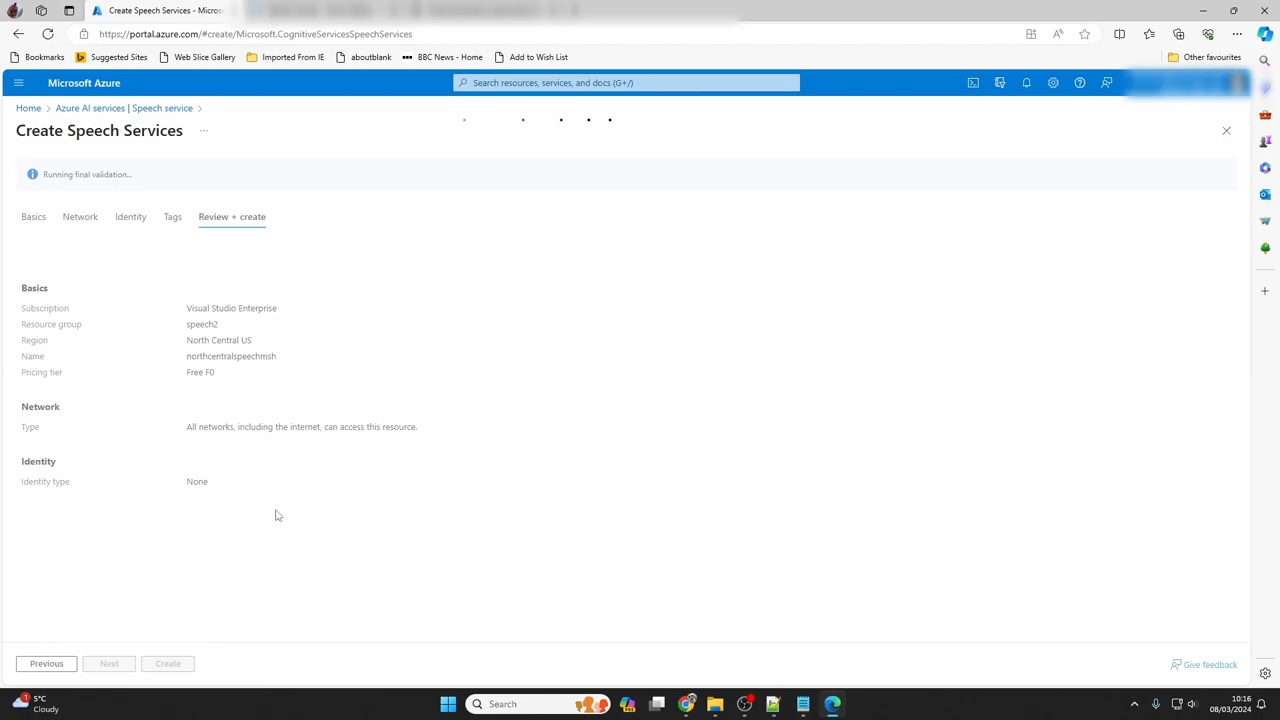 Create Speech Services - Micros
https://portal.azure.com/#create/Microsoft.CognitiveServicesSpeechServices
Bookmarks Suggested Sites Web Slice Gallery Imported From IE aboutblank BBC News - Home Add to Wish List Other favourites
Microsoft Azure Search resources, services, and docs (G+/)
Home > Azure AI services | Speech service >
Create Speech Services ...
Running final validation...
Basics Network Identity Tags Review + create
Basics
Subscription Visual Studio Enterprise
Resource group speech2
Region North Central US
Name northcentralspeechmsh
Pricing tier Free F0
Network
Type All networks, including the internet, can access this resource.
Identity
Identity type None
Previous Next Create Give feedback
1 5°C Search 10:16
Cloudy 08/03/2024